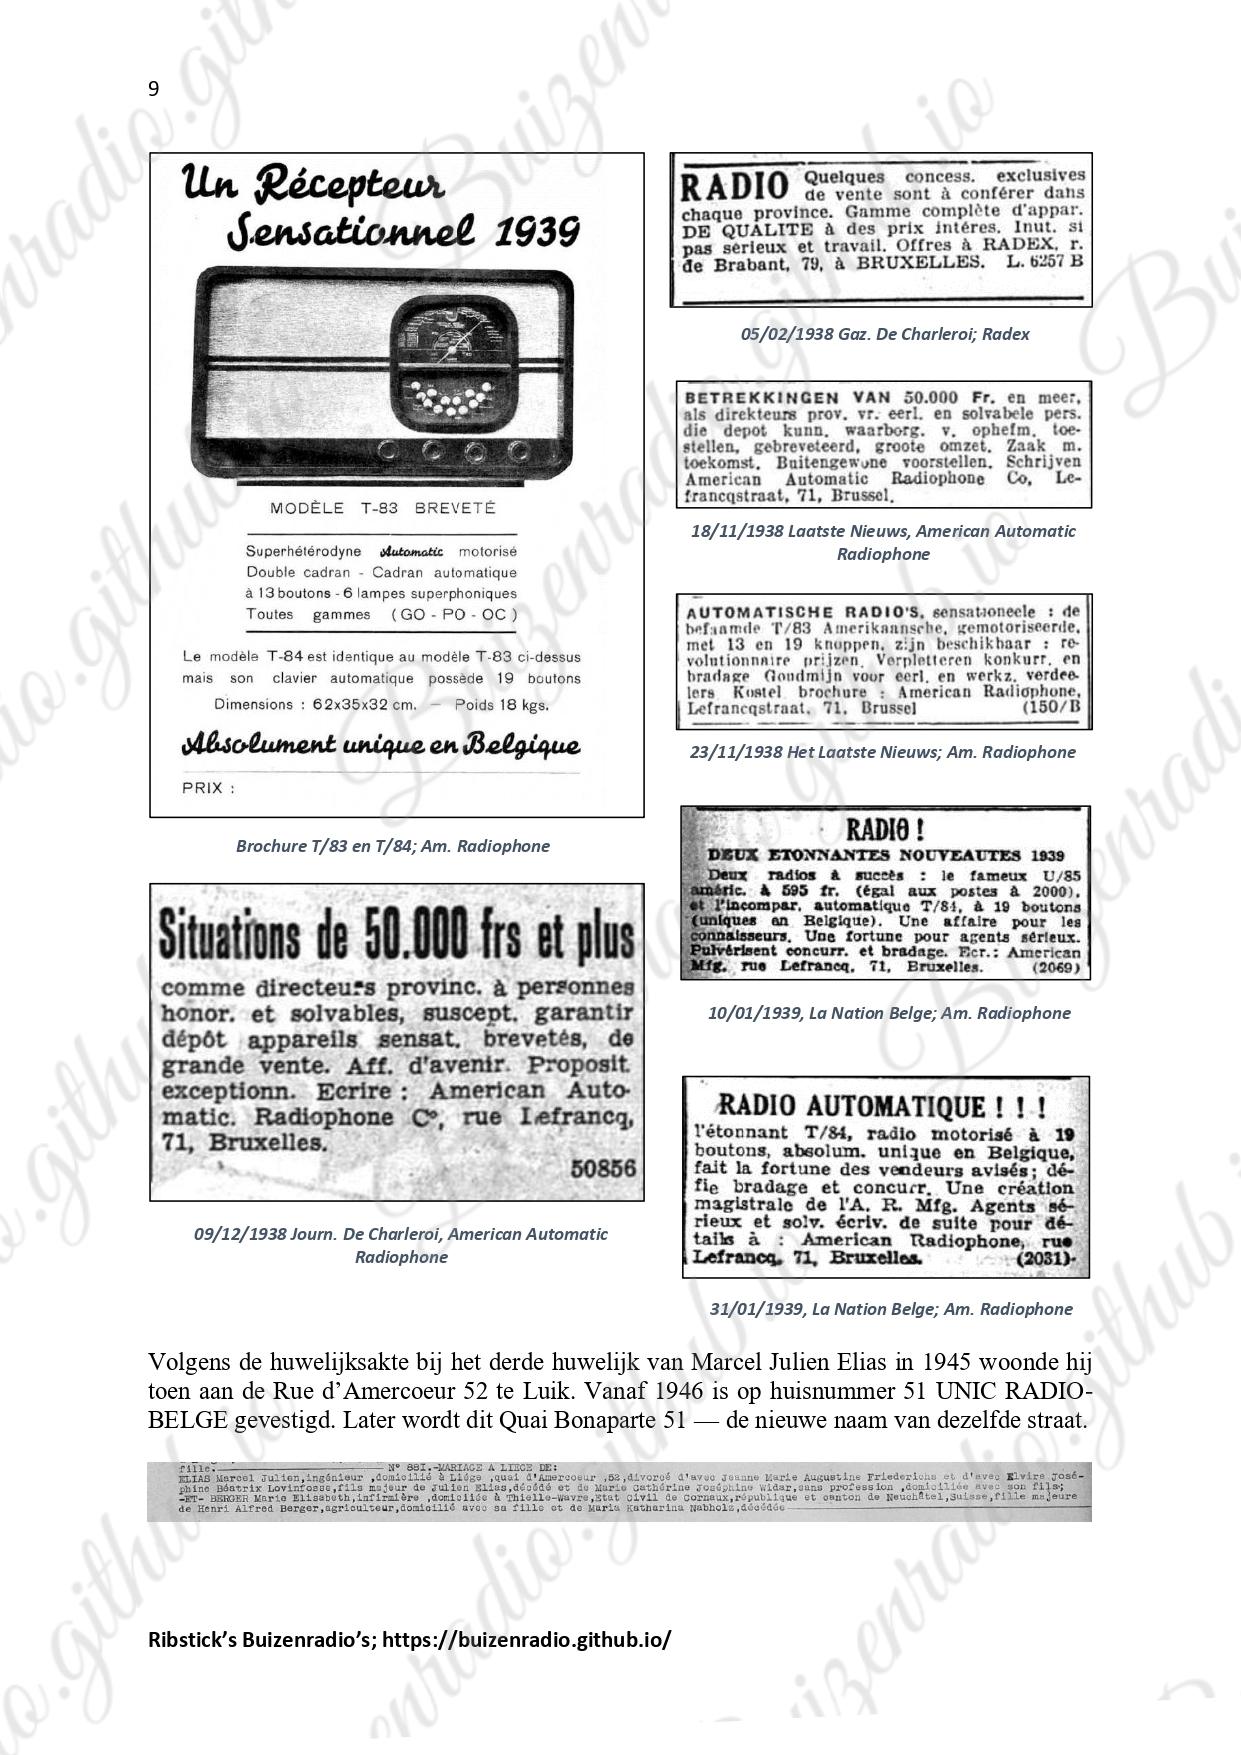 9
Un Récepteur
Sensationnel 1939
MODÈLE T-83 BREVETÉ
Superhétérodyne Automatic motorisé
Double cadran - Cadran automatique
à 13 boutons - 6 lampes superphoniques
Toutes gammes (GO - PO - OC)
Le modèle T-84 est identique au modèle T-83 ci-dessus
mais son clavier automatique possède 19 boutons
Dimensions : 62x35x32 cm. — Poids 18 kgs.
Absolument unique en Belgique
PRIX :
Brochure T/83 en T/84; Am. Radiophone
Situations de 50.000 frs et plus
comme directeurs provinc. à personnes
honor. et solvables, suscept. garantir
dépôt appareils sensat. brevetés, de
grande vente. Aff. d'avenir. Proposit.
exceptionn. Ecrire : American Auto-
matic. Radiophone C°, rue Lefrancq,
71, Bruxelles.
50856
09/12/1938 Journ. De Charleroi, American Automatic
Radiophone
RADIO Quelques concess. exclusives
de vente sont à conférer dans
chaque province. Gamme complète d'appar.
DE QUALITE à des prix intéres. Inut. si
pas sérieux et travail. Offres à RADEX, r.
de Brabant, 79, à BRUXELLES. L. 6257 B
05/02/1938 Gaz. De Charleroi; Radex
BETREKKINGEN VAN 50.000 Fr. en meer,
als direkteurs prov. vr. eerl. en solvabele pers.
die depot kunn. waarborg. v. ophefm. toe-
stellen, gebreveteerd, groote omzet. Zaak m.
toekomst. Buitengewone voorstellen. Schrijven
American Automatic Radiophone Co, Le-
francqstraat, 71, Brussel.
18/11/1938 Laatste Nieuws, American Automatic
Radiophone
AUTOMATISCHE RADIO'S, sensationeele : de
befaamde T/83 Amerikaansche, gemotoriseerde,
met 13 en 19 knoppen, zijn beschikbaar : re-
volutionnaire prijzen. Verpletteren konkurr. en
bradage Goudmijn voor eerl. en werkz. verdee-
lers Kostel brochure : American Radiophone,
Lefrancqstraat, 71, Brussel (150/B
23/11/1938 Het Laatste Nieuws; Am. Radiophone
RADIO !
DEUX ETONNANTES NOUVEAUTES 1939
Deux radios à succès : le fameux U/85
améric. à 595 fr. (égal aux postes à 2000),
et l'incompar. automatique T/84, à 19 boutons
(uniques en Belgique). Une affaire pour les
connaisseurs. Une fortune pour agents sérieux.
Pulvérisent concurr. et bradage. Ecr.: American
Mfg, rue Lefrancq, 71, Bruxelles. (2069)
10/01/1939, La Nation Belge; Am. Radiophone
RADIO AUTOMATIQUE ! ! !
l'étonnant T/84, radio motorisé à 19
boutons, absolum. unique en Belgique,
fait la fortune des vendeurs avisés; dé-
fie bradage et concurr. Une création
magistrale de l'A. R. Mfg. Agents sé-
rieux et solv. écriv. de suite pour dé-
tails à : American Radiophone, rue
Lefrancq, 71, Bruxelles. (2031)-
31/01/1939, La Nation Belge; Am. Radiophone
Volgens de huwelijksakte bij het derde huwelijk van Marcel Julien Elias in 1945 woonde hij
toen aan de Rue d’Amercoeur 52 te Luik. Vanaf 1946 is op huisnummer 51 UNIC RADIO-
BELGE gevestigd. Later wordt dit Quai Bonaparte 51 — de nieuwe naam van dezelfde straat.
fille. N° 881.-MARIAGE A LIEGE DE:
ELIAS Marcel Julien,ingénieur ,domicilié à Liége ,quai d'Amercoeur ,52,divorcé d'avec Jeanne Marie Augustine Friederichs et d'avec Elvire José-
phine Béatrix Lovinfosse,fils majeur de Julien Elias,décédé et de Marie Cathérine Joséphine Widar,sans profession ,domiciliée avec son fils;
-ET- BERGER Marie Elisabeth,infirmière ,domiciliée à Thielle-Wavre,Etat civil de Cornaux,république et canton de Neuchâtel,Suisse,fille majeure
de Henri Alfred Berger,agriculteur,domicilié avec sa fille et de Maria Katharina Nabholz,décédée
Ribstick’s Buizenradio’s; https://buizenradio.github.io/